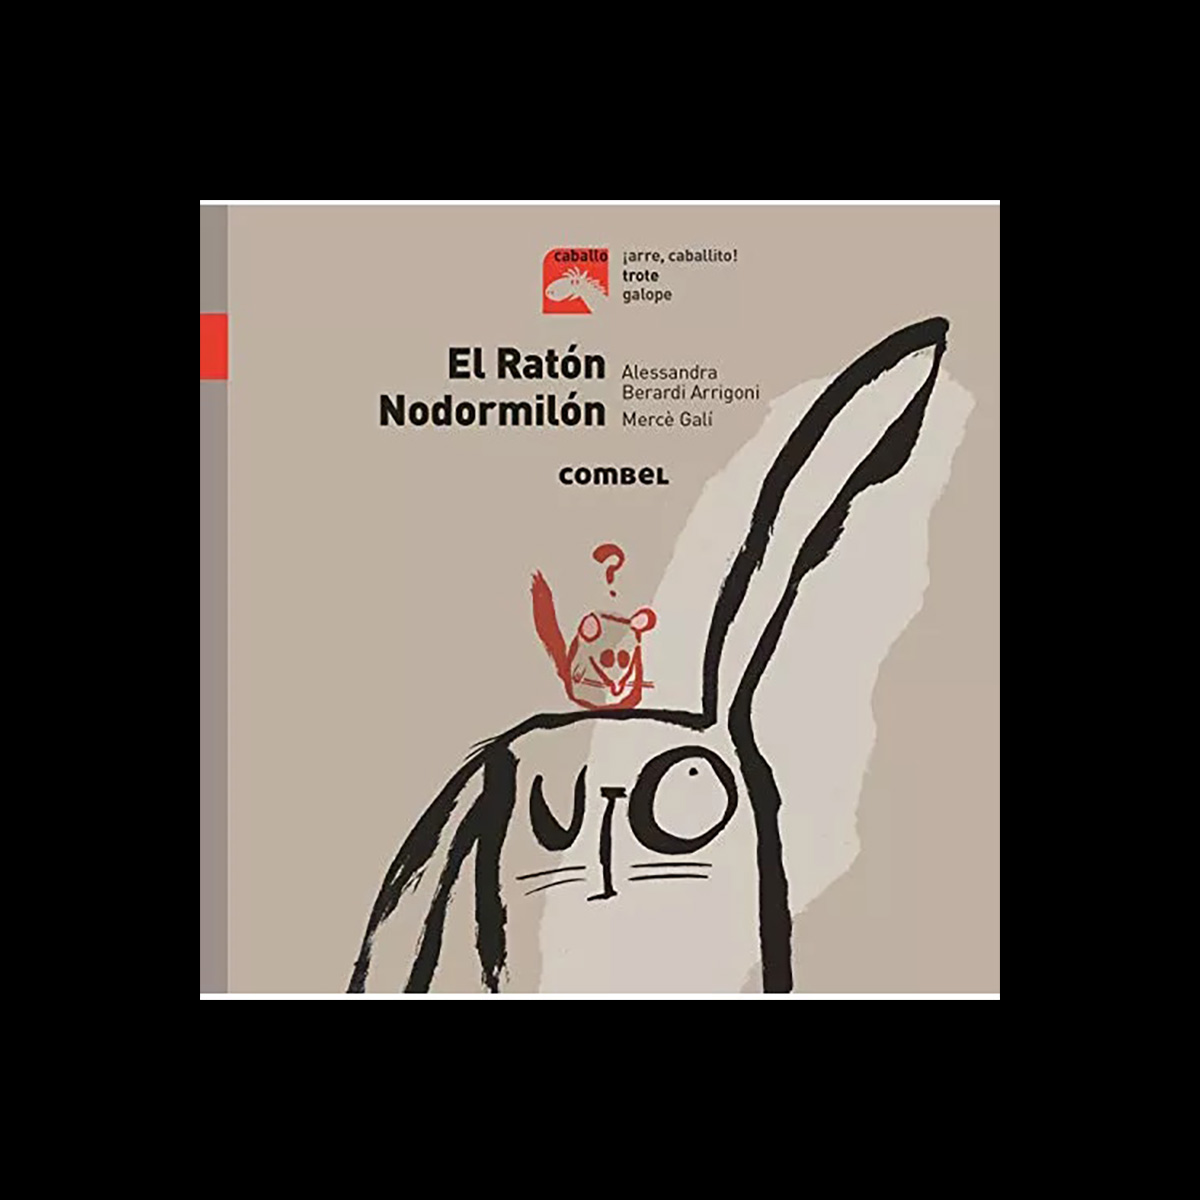 caballo
¡arre, caballito!
trote
galope
El Ratón
Nodormilón
Alessandra
Berardi Arrigoni
Mercè Galí
combel
?